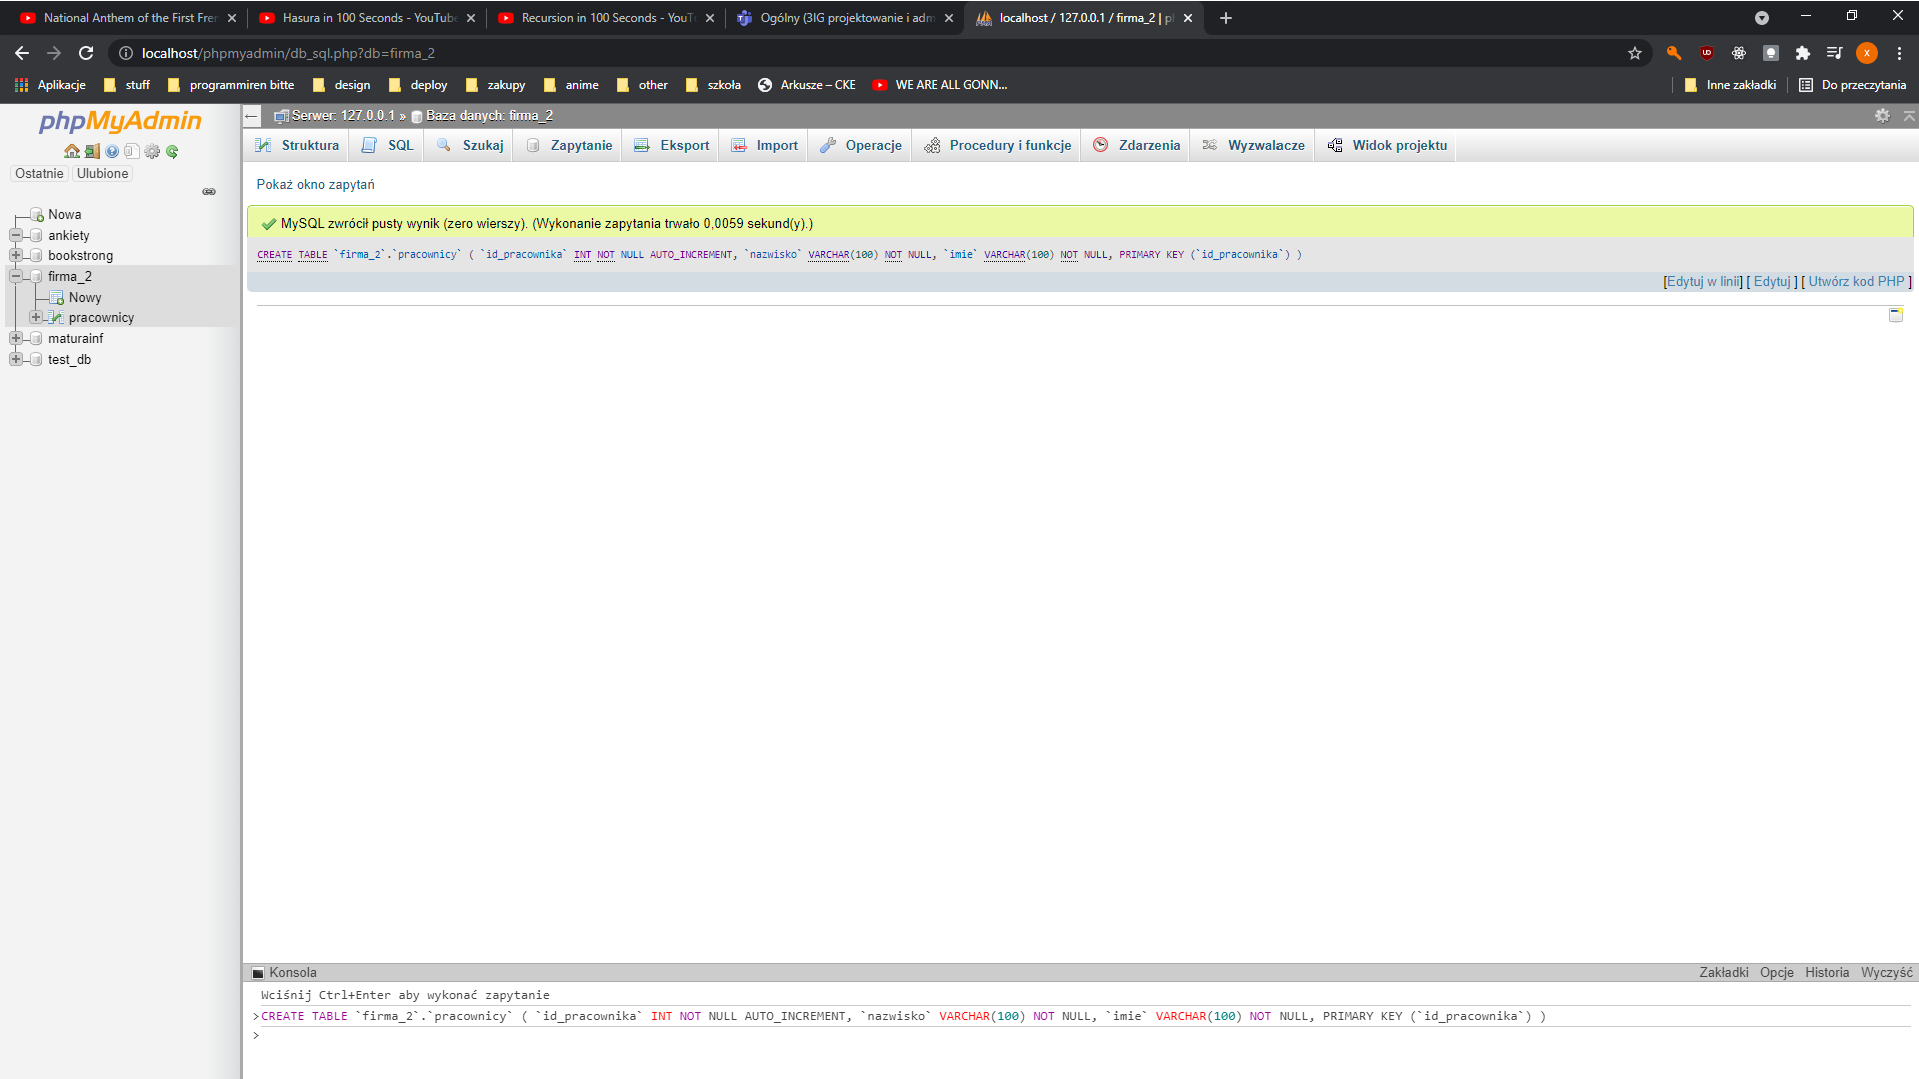 National Anthem of the First Fren
Hasura in 100 Seconds - YouTube
Recursion in 100 Seconds - YouTu
Ogólny (3IG projektowanie i adm
localhost / 127.0.0.1 / firma_2 | p
localhost/phpmyadmin/db_sql.php?db=firma_2
x
Aplikacje
stuff
programmiren bitte
design
deploy
zakupy
anime
other
szkoła
Arkusze – CKE
WE ARE ALL GONN...
Inne zakładki
Do przeczytania
phpMyAdmin
Ostatnie
Ulubione
Nowa
ankiety
bookstrong
firma_2
Nowy
pracownicy
maturainf
test_db
Serwer: 127.0.0.1 » Baza danych: firma_2
Struktura
SQL
Szukaj
Zapytanie
Eksport
Import
Operacje
Procedury i funkcje
Zdarzenia
Wyzwalacze
Widok projektu
Pokaż okno zapytań
MySQL zwrócił pusty wynik (zero wierszy). (Wykonanie zapytania trwało 0,0059 sekund(y).)
CREATE TABLE `firma_2`.`pracownicy` ( `id_pracownika` INT NOT NULL AUTO_INCREMENT, `nazwisko` VARCHAR(100) NOT NULL, `imie` VARCHAR(100) NOT NULL, PRIMARY KEY (`id_pracownika`) )
[Edytuj w linii] [ Edytuj ] [ Utwórz kod PHP ]
Konsola
Zakładki
Opcje
Historia
Wyczyść
Wciśnij Ctrl+Enter aby wykonać zapytanie
>CREATE TABLE `firma_2`.`pracownicy` ( `id_pracownika` INT NOT NULL AUTO_INCREMENT, `nazwisko` VARCHAR(100) NOT NULL, `imie` VARCHAR(100) NOT NULL, PRIMARY KEY (`id_pracownika`) )
>